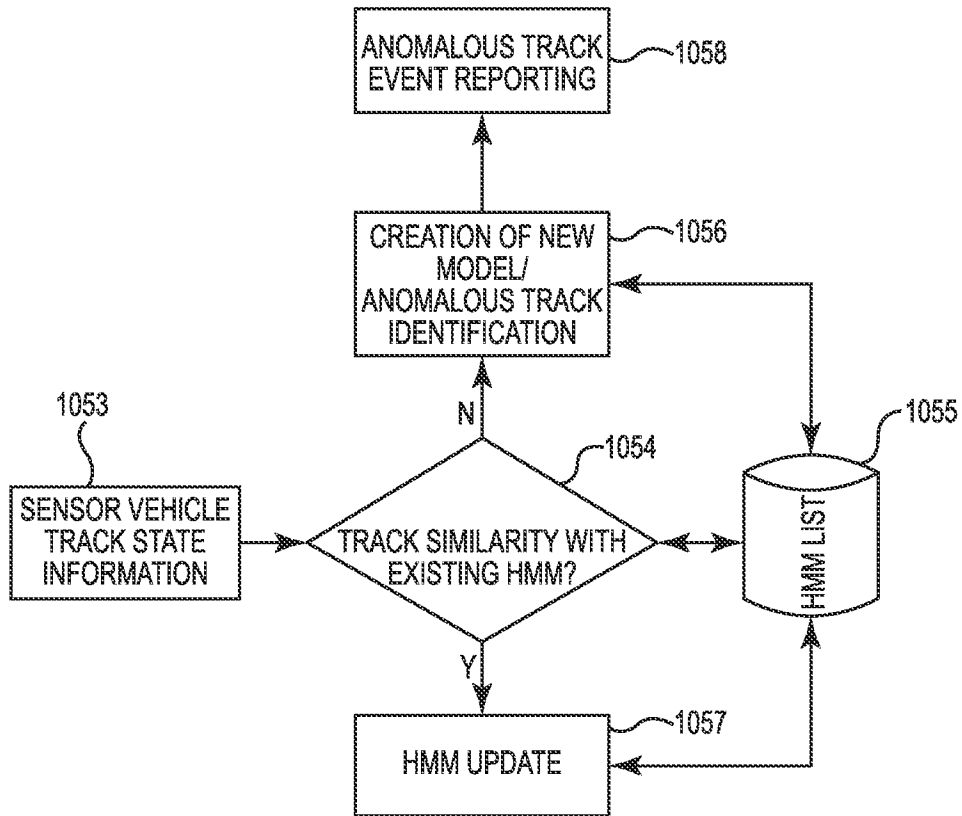 ANOMALOUS TRACK
EVENT REPORTING
1058
CREATION OF NEW
MODEL/
ANOMALOUS TRACK
IDENTIFICATION
1056
N
1053
SENSOR VEHICLE
TRACK STATE
INFORMATION
1054
TRACK SIMILARITY WITH
EXISTING HMM?
1055
HMM LIST
Y
1057
HMM UPDATE